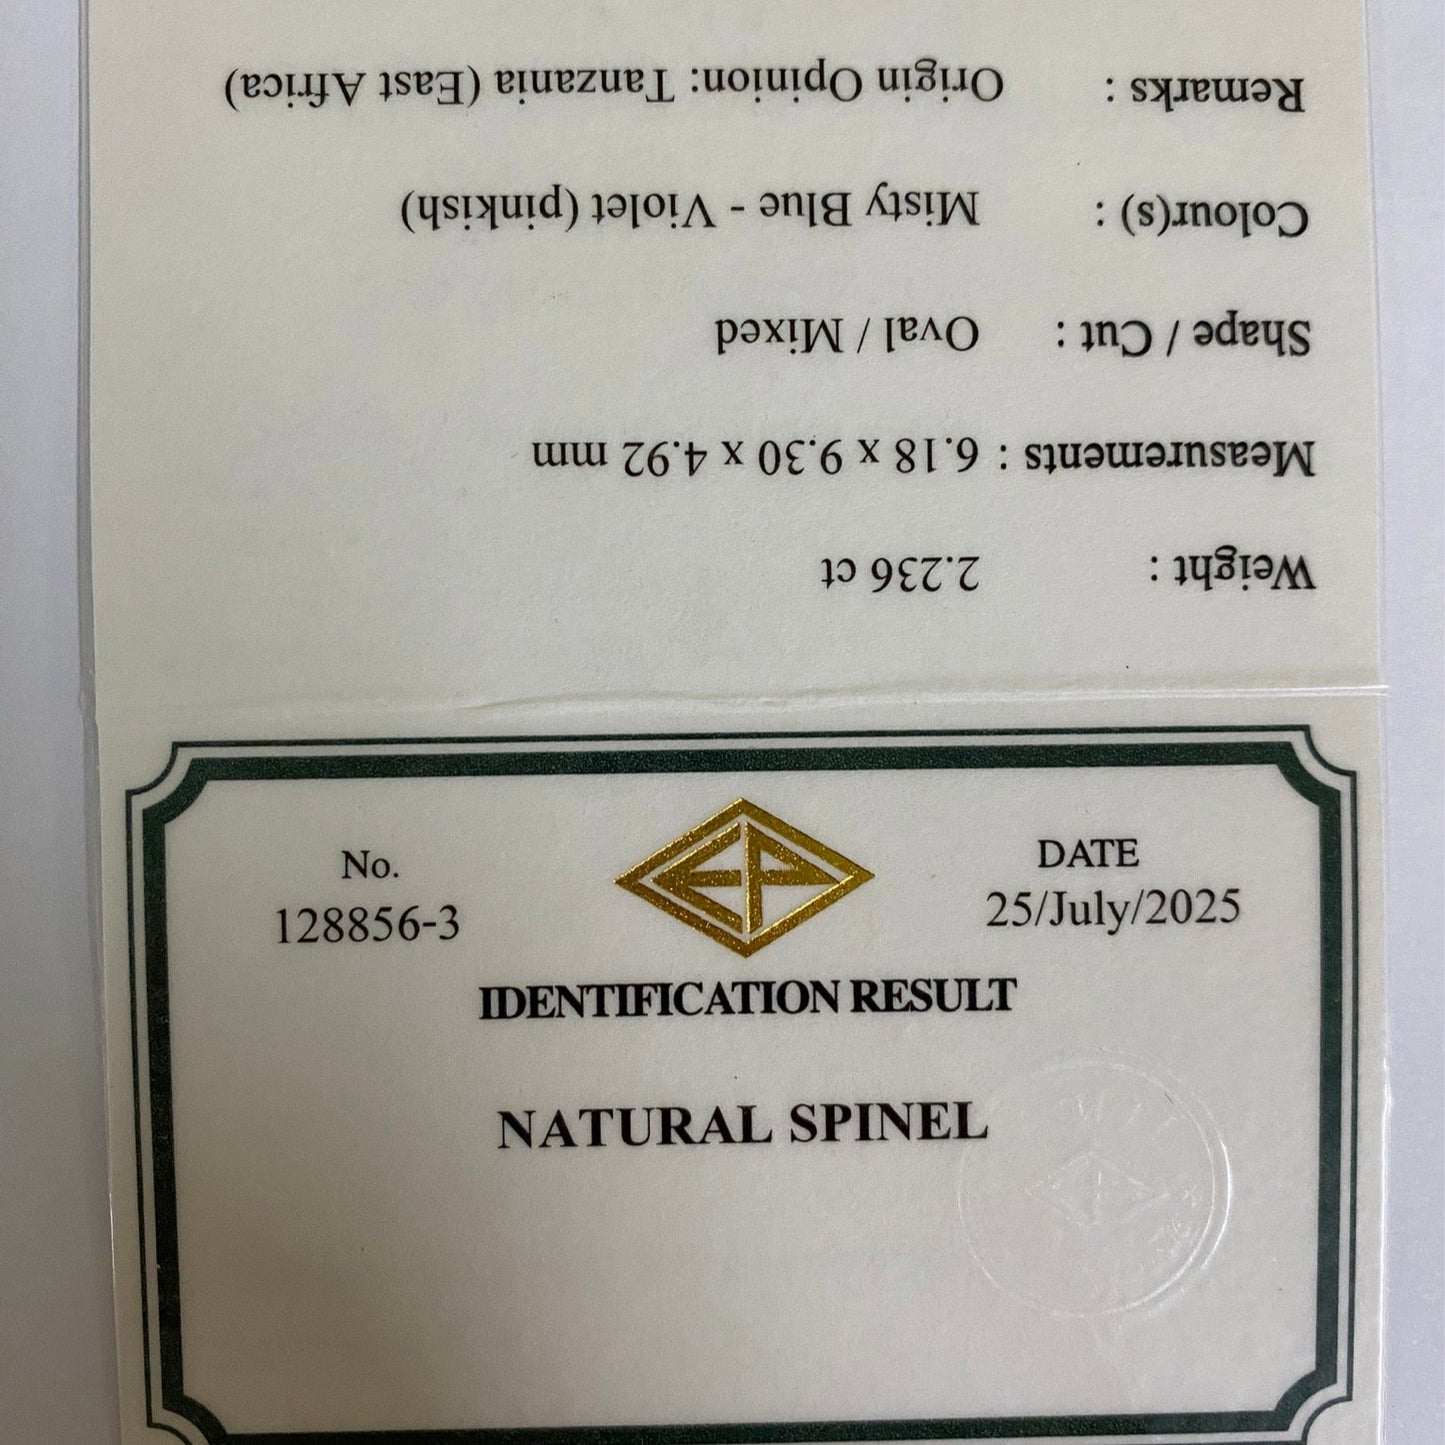 No.
128856-3
EP
DATE
25/July/2025
IDENTIFICATION RESULT
NATURAL SPINEL
Weight : 2.236 ct
Measurements : 6.18 x 9.30 x 4.92 mm
Shape / Cut : Oval / Mixed
Colour(s) : Misty Blue - Violet (pinkish)
Remarks : Origin Opinion: Tanzania (East Africa)